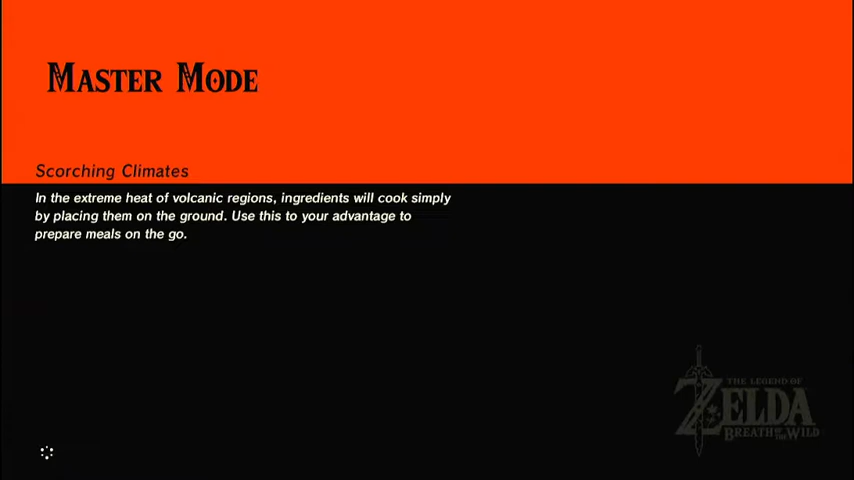 Master Mode
Scorching Climates
In the extreme heat of volcanic regions, ingredients will cook simply
by placing them on the ground. Use this to your advantage to
prepare meals on the go.
THE LEGEND OF
ZELDA
BREATH OF THE WILD